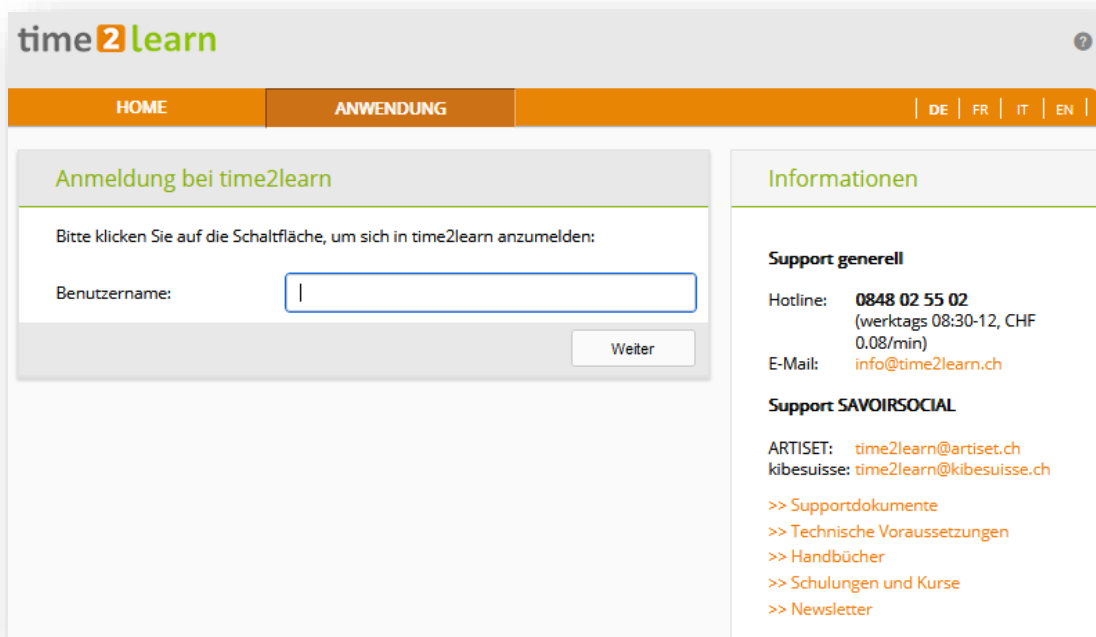 time2learn
?
HOME
ANWENDUNG
DE | FR | IT | EN
Anmeldung bei time2learn
Bitte klicken Sie auf die Schaltfläche, um sich in time2learn anzumelden:
Benutzername:
Weiter
Informationen
Support generell
Hotline: 0848 02 55 02
(werktags 08:30-12, CHF
0.08/min)
E-Mail: info@time2learn.ch
Support SAVOIRSOCIAL
ARTISET: time2learn@artiset.ch
kibesuisse: time2learn@kibesuisse.ch
>> Supportdokumente
>> Technische Voraussetzungen
>> Handbücher
>> Schulungen und Kurse
>> Newsletter